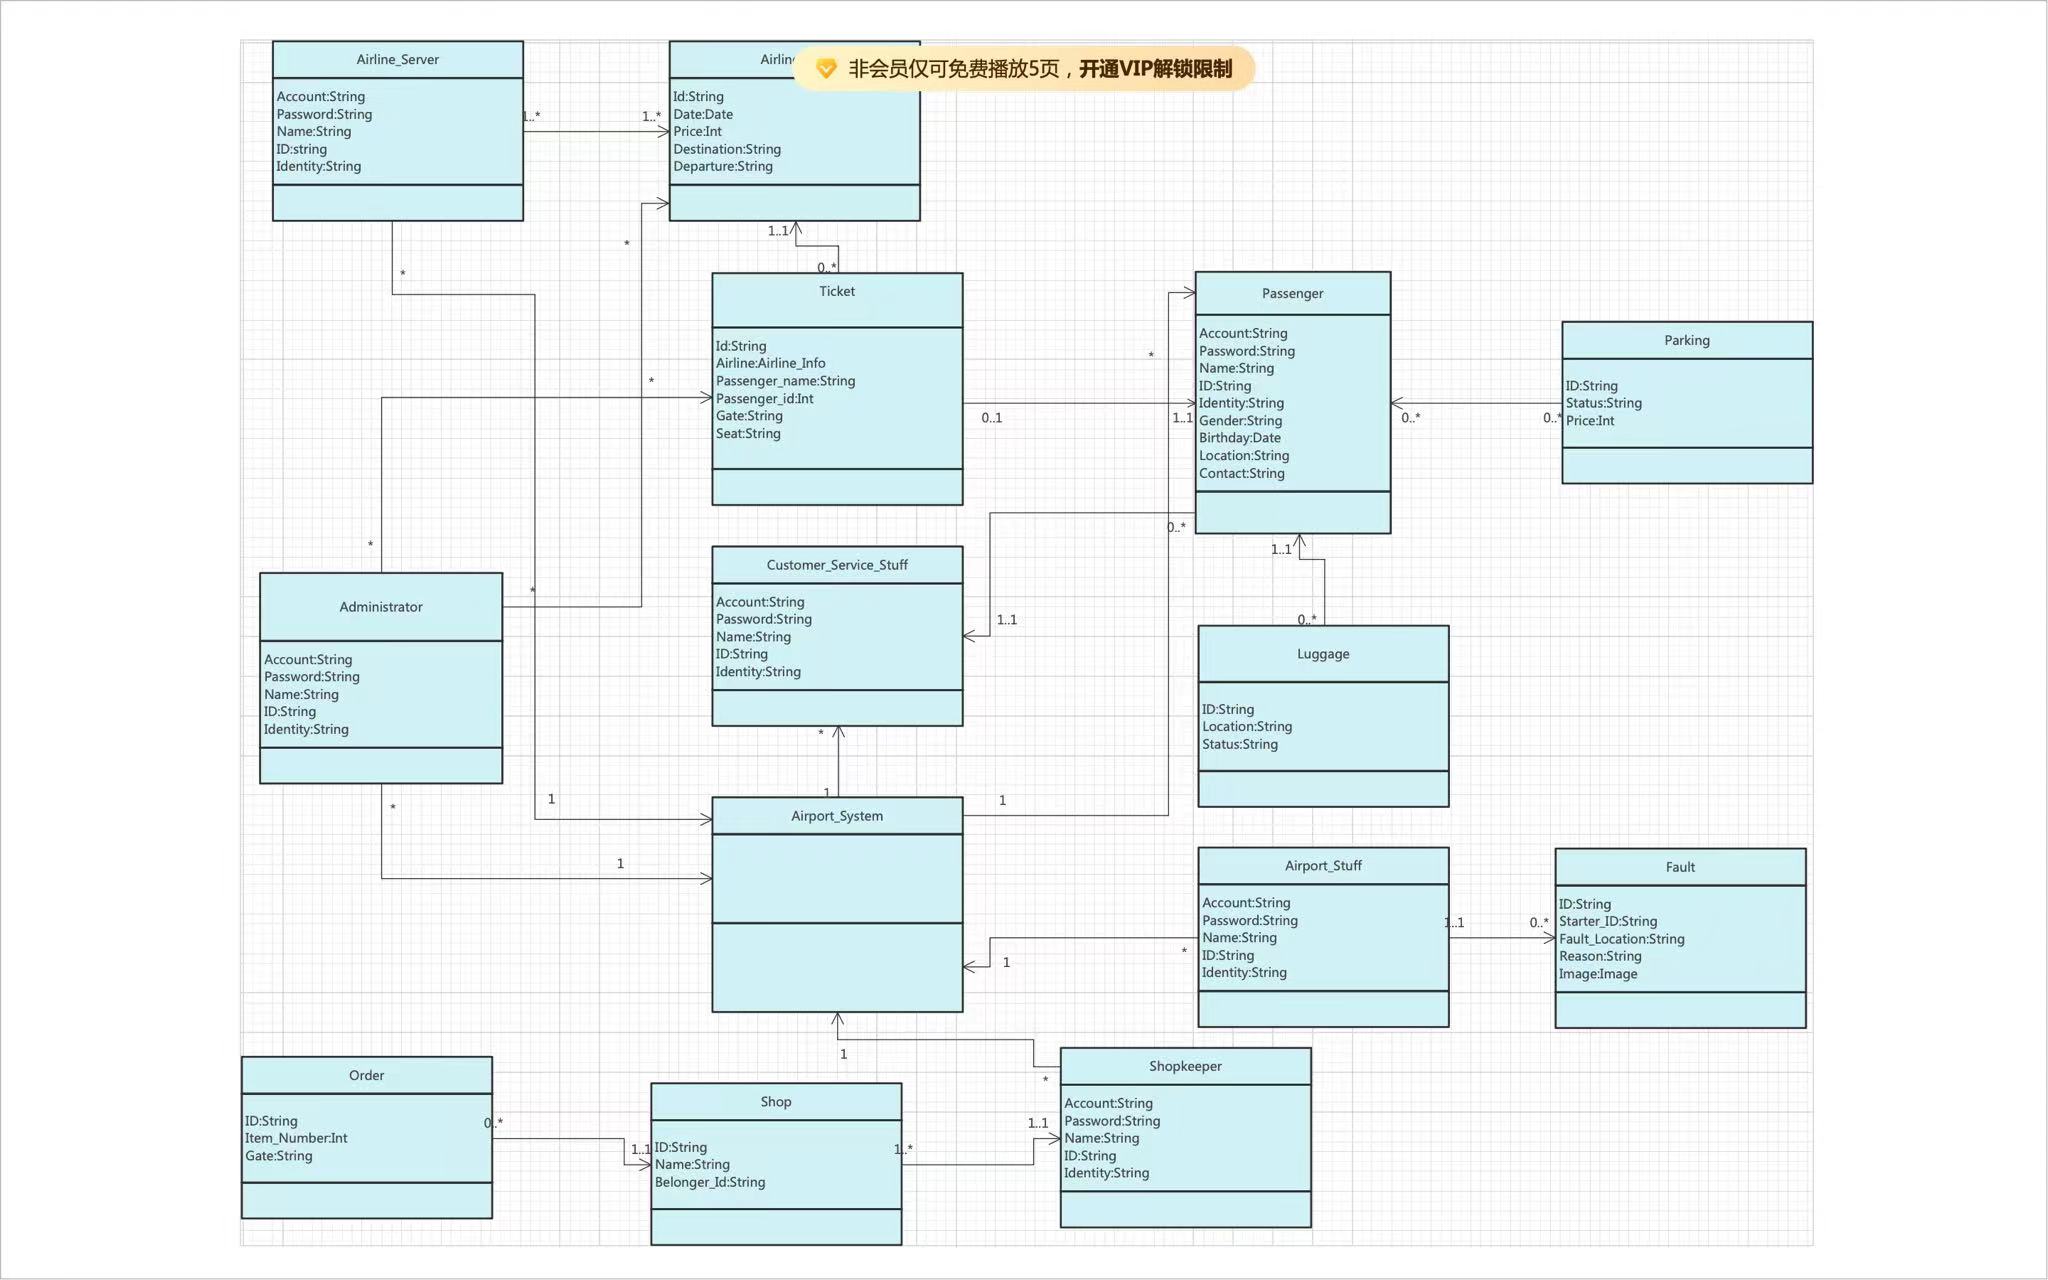 Airline_Server
Account:String
Password:String
Name:String
ID:string
Identity:String
1..*
1..*
*
非会员仅可免费播放5页，开通VIP解锁限制
Id:String
Date:Date
Price:Int
Destination:String
Departure:String
*
1..1
0..*
Ticket
Id:String
Airline:Airline_Info
Passenger_name:String
Passenger_id:Int
Gate:String
Seat:String
*
0..1
1..1
*
Passenger
Account:String
Password:String
Name:String
ID:String
Identity:String
Gender:String
Birthday:Date
Location:String
Contact:String
0..*
0..*
Parking
ID:String
Status:String
Price:Int
0..*
1..1
1..1
0..*
Customer_Service_Stuff
Account:String
Password:String
Name:String
ID:String
Identity:String
*
1
*
*
Administrator
Account:String
Password:String
Name:String
ID:String
Identity:String
*
1
1
Luggage
ID:String
Location:String
Status:String
Airport_System
1
1
*
Airport_Stuff
Account:String
Password:String
Name:String
ID:String
Identity:String
1..1
0..*
Fault
ID:String
Starter_ID:String
Fault_Location:String
Reason:String
Image:Image
1
*
Order
ID:String
Item_Number:Int
Gate:String
0..*
1..1
Shop
ID:String
Name:String
Belonger_Id:String
1..*
1..1
Shopkeeper
Account:String
Password:String
Name:String
ID:String
Identity:String